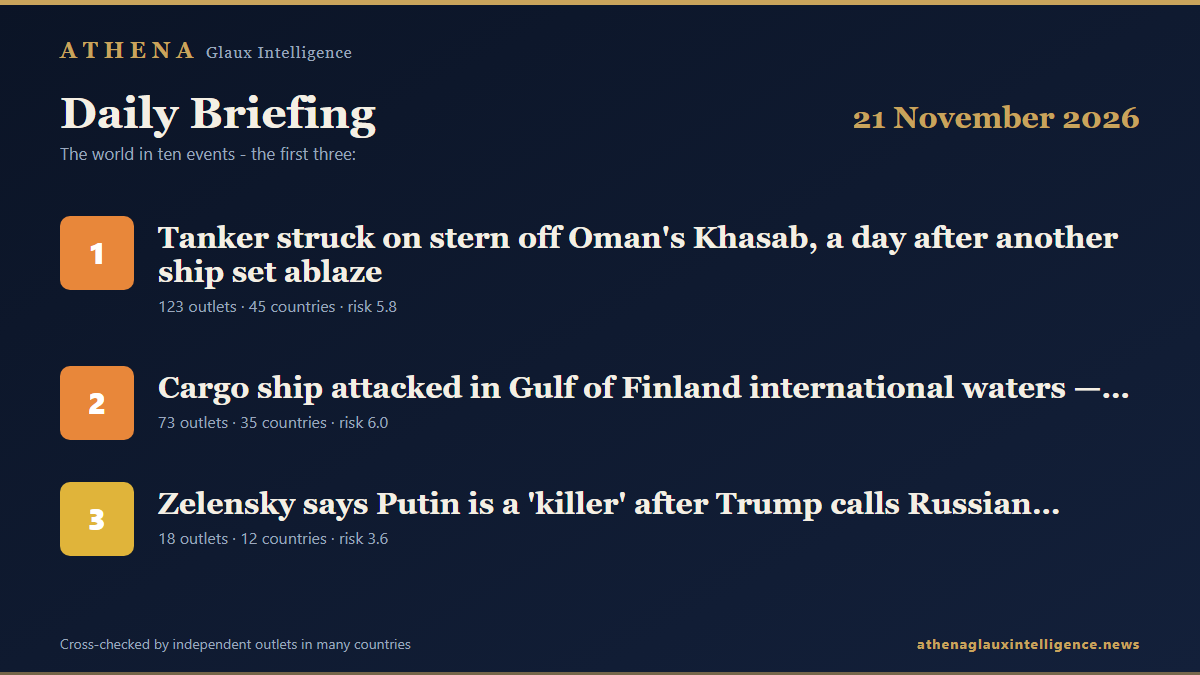 ATHENA Glaux Intelligence
Daily Briefing
21 November 2026
The world in ten events - the first three:
1
Tanker struck on stern off Oman's Khasab, a day after another
ship set ablaze
123 outlets · 45 countries · risk 5.8
2
Cargo ship attacked in Gulf of Finland international waters —...
73 outlets · 35 countries · risk 6.0
3
Zelensky says Putin is a 'killer' after Trump calls Russian...
18 outlets · 12 countries · risk 3.6
Cross-checked by independent outlets in many countries
athenaglauxintelligence.news